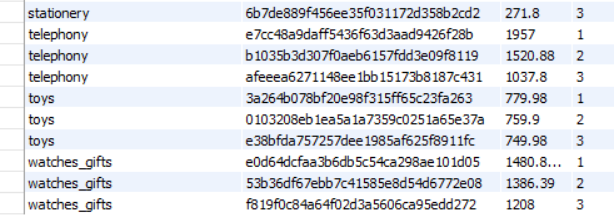 stationery 6b7de889f456ee35f031172d358b2cd2 271.8 3
telephony e7cc48a9daff5436f63d3aad9426f28b 1957 1
telephony b1035b3d307f0aeb6157fdd3e09f8119 1520.88 2
telephony afeeea6271148ee1bb15173b8187c431 1037.8 3
toys 3a264b078bf20e98f315ff65c23fa263 779.98 1
toys 0103208eb1ea5a1a7359c0251a65e37a 759.9 2
toys e38bfda757257dee1985af625f8911fc 749.98 3
watches_gifts e0d64dcfaa3b6db5c54ca298ae101d05 1480.8... 1
watches_gifts 53b36df67ebb7c41585e8d54d6772e08 1386.39 2
watches_gifts f819f0c84a64f02d3a5606ca95edd272 1208 3